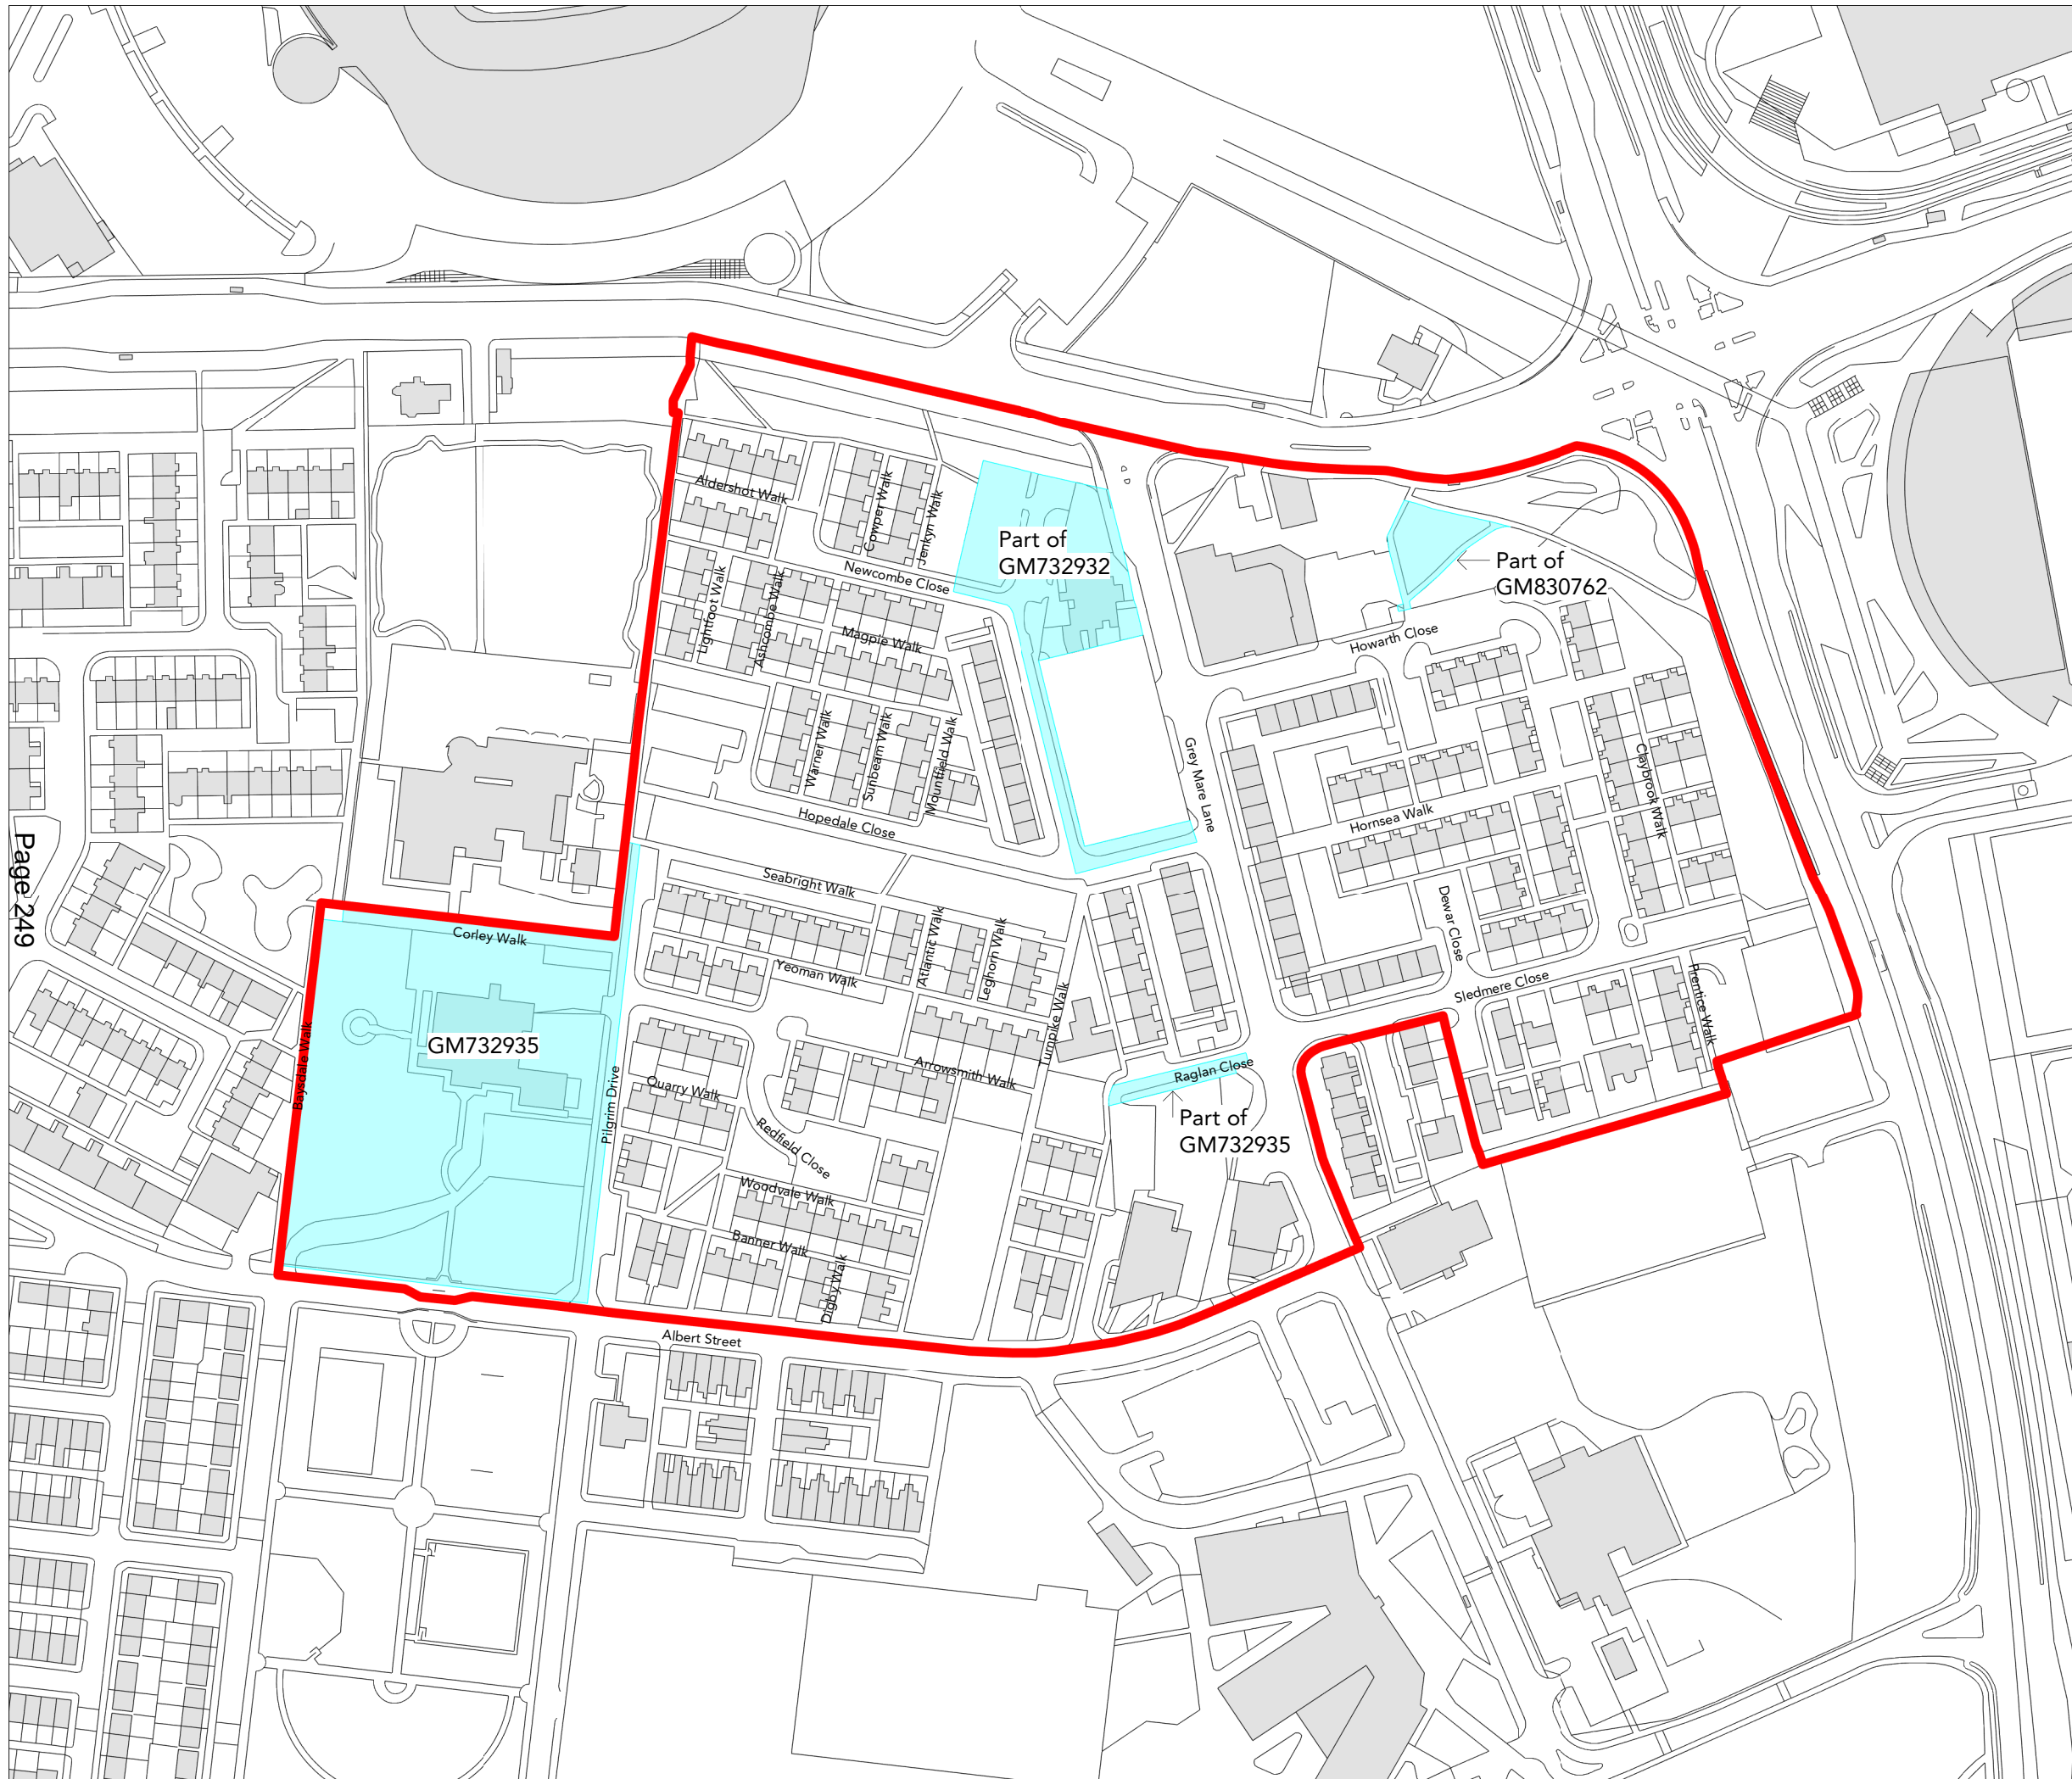 Aldershot Walk
Cowper Walk
Jenkyn Walk
Part of
GM732932
Part of
GM830762
Newcombe Close
Lightfoot Walk
Ashcombe Walk
Magpie Walk
Howarth Close
Warner Walk
Sunbeam Walk
Mountfield Walk
Grey Mare Lane
Claybrook Walk
Hopedale Close
Hornsea Walk
Page 249
Seabright Walk
Corley Walk
Atlantic Walk
Leghorn Walk
Dewar Close
Yeoman Walk
Sledmere Close
Prentice Walk
Turnpike Walk
GM732935
Baysdale Walk
Pilgrim Drive
Quarry Walk
Arrowsmith Walk
Raglan Close
Part of
GM732935
Redfield Close
Woodvale Walk
Banner Walk
Digby Walk
Albert Street